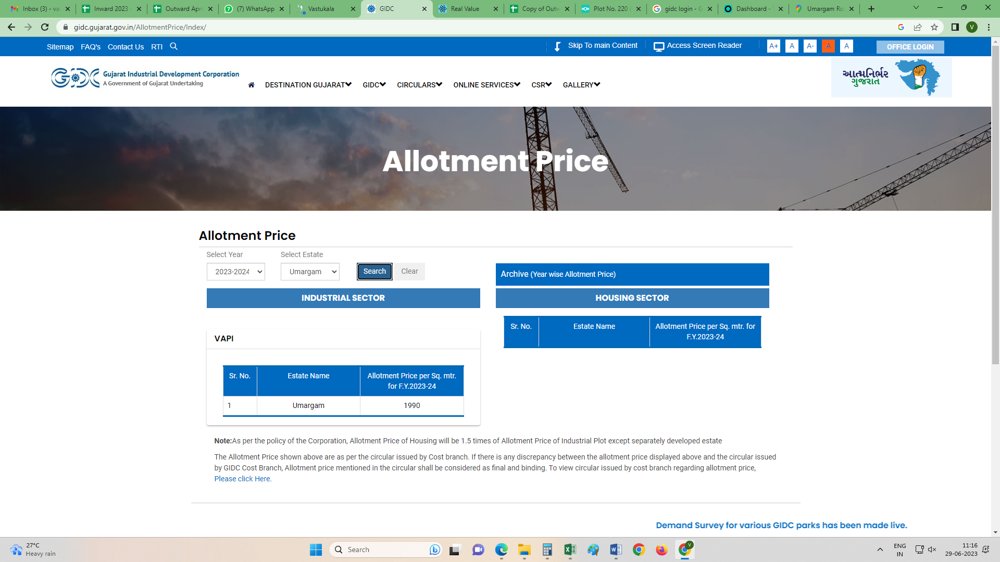 Inbox (3) - va
Inward 2023 -
Outward Apri
(7) WhatsApp
Vastukala
GIDC
Real Value
Copy of Outw
Plot No. 220
gidc login - G
Dashboard -
Umargam Ro
gidc.gujarat.gov.in/AllotmentPrice/Index/
V
Sitemap FAQ's Contact Us RTI
Skip To main Content
Access Screen Reader
A+ A A- A A
OFFICE LOGIN
GIDC
Gujarat Industrial Development Corporation
A Government of Gujarat Undertaking
DESTINATION GUJARAT GIDC CIRCULARS ONLINE SERVICES CSR GALLERY
આત્મનિર્ભર
ગુજરાત
Allotment Price
Allotment Price
Select Year Select Estate
2023-2024 Umargam Search Clear
Archive (Year wise Allotment Price)
INDUSTRIAL SECTOR
HOUSING SECTOR
Sr. No. Estate Name Allotment Price per Sq. mtr. for
F.Y.2023-24
VAPI
Sr. No. Estate Name Allotment Price per Sq. mtr.
for F.Y.2023-24
1 Umargam 1990
Note:As per the policy of the Corporation, Allotment Price of Housing will be 1.5 times of Allotment Price of Industrial Plot except separately developed estate
The Allotment Price shown above are as per the circular issued by Cost branch. If there is any discrepancy between the allotment price displayed above and the circular issued
by GIDC Cost Branch, Allotment price mentioned in the circular shall be considered as final and binding. To view circular issued by cost branch regarding allotment price,
Please click Here.
Demand Survey for various GIDC parks has been made live.
27°C
Heavy rain
Search
V
ENG
IN
11:16
29-06-2023